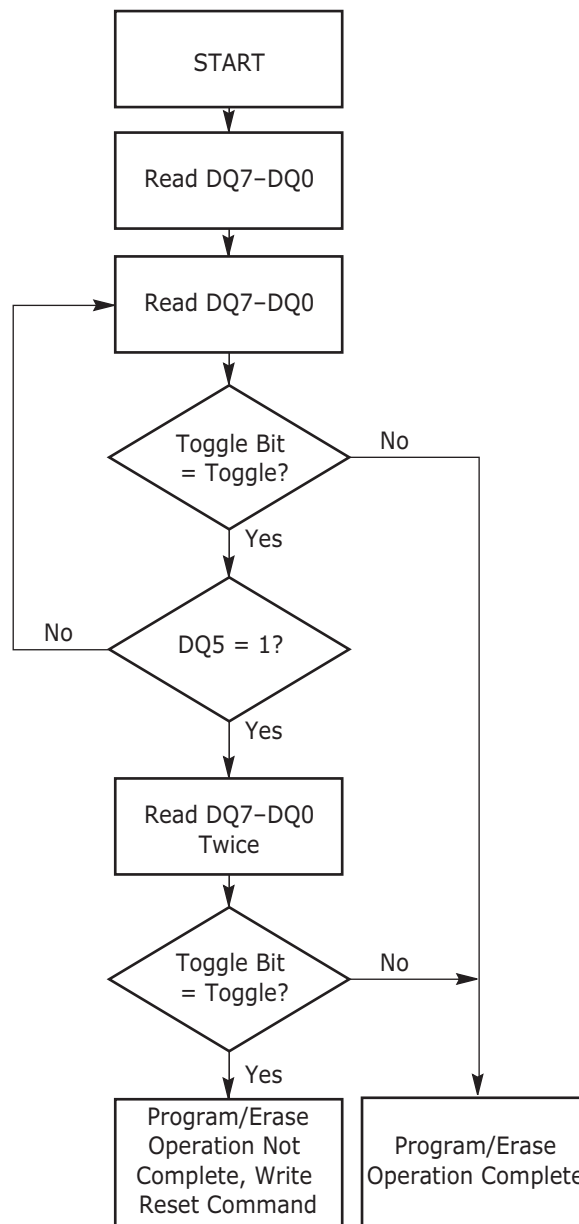 START
Read DQ7–DQ0
Read DQ7–DQ0
Toggle Bit
= Toggle?
No
Yes
No
DQ5 = 1?
Yes
Read DQ7–DQ0
Twice
Toggle Bit
= Toggle?
No
Yes
Program/Erase
Operation Not
Complete, Write
Reset Command
Program/Erase
Operation Complete